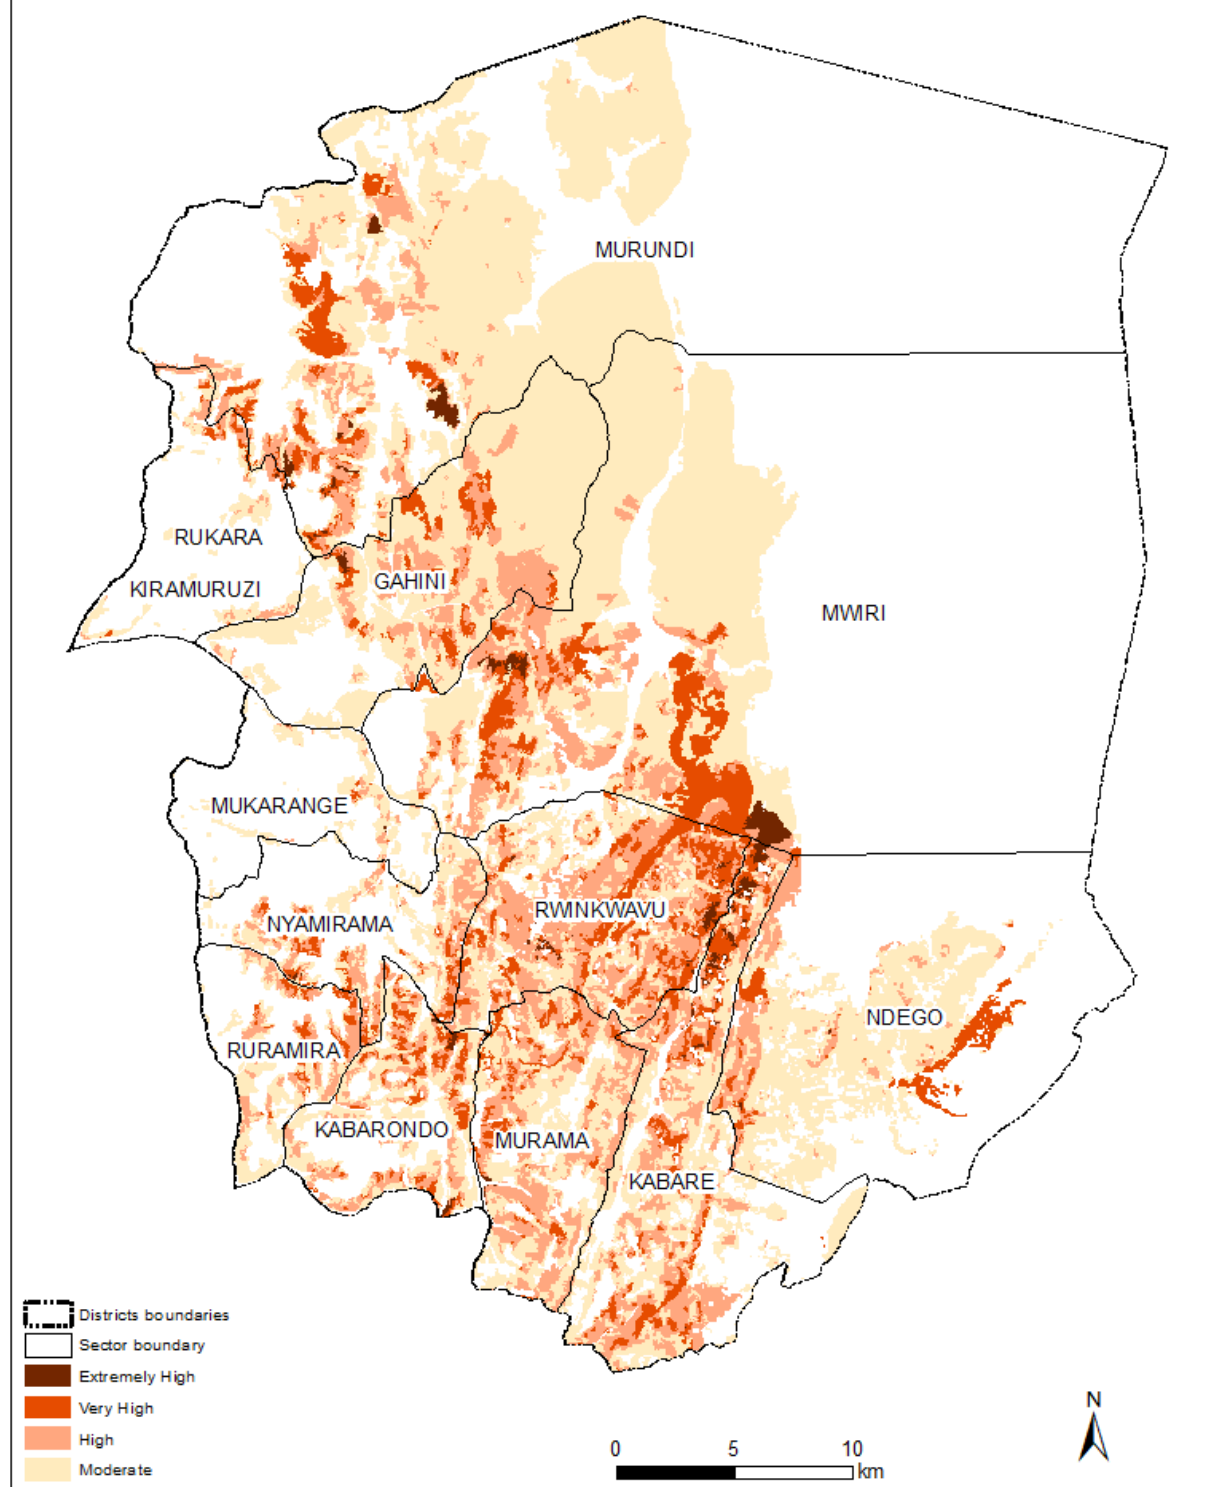 MURUNDI
RUKARA
KIRAMURUZI
GAHINI
MWIRI
MUKARANGE
RWINKWAVU
NYAMIRAMA
NDEGO
RURAMIRA
KABARONDO
MURAMA
KABARE
Districts boundaries
Sector boundary
Extremely High
Very High
High
Moderate
0 5 10
km
N